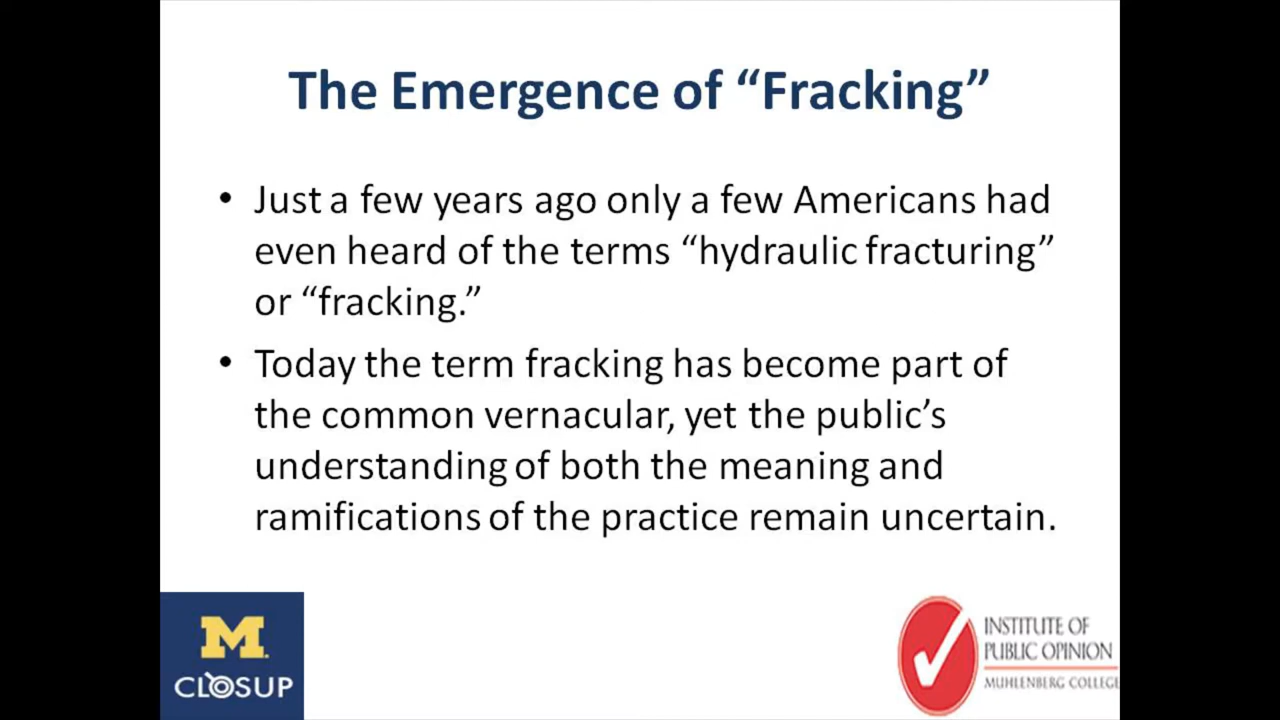 The Emergence of “Fracking”
• Just a few years ago only a few Americans had
even heard of the terms “hydraulic fracturing”
or “fracking.”
• Today the term fracking has become part of
the common vernacular, yet the public’s
understanding of both the meaning and
ramifications of the practice remain uncertain.
M
CLOSUP
INSTITUTE OF
PUBLIC OPINION
MUHLENBERG COLLEGE